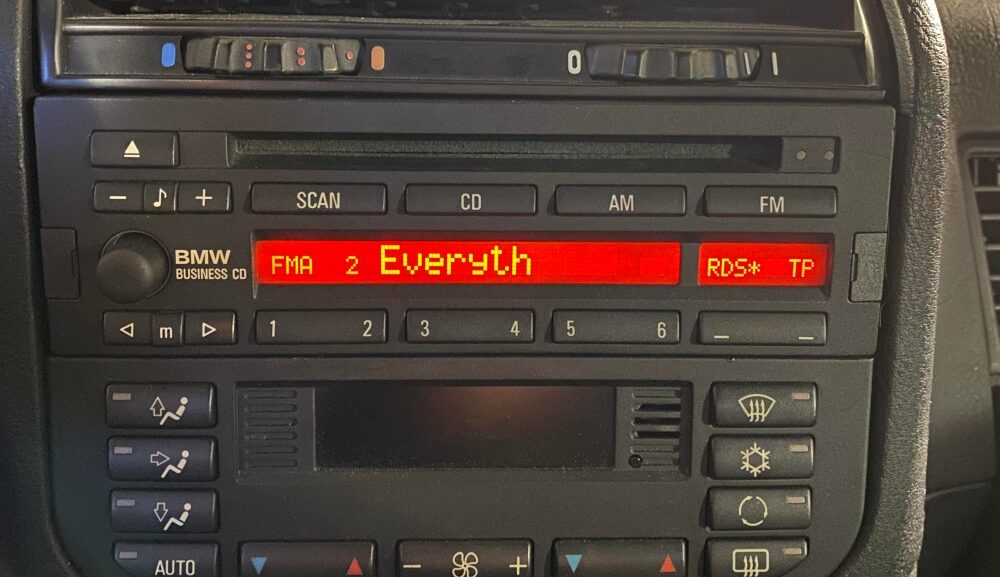 0 I
SCAN CD AM FM
BMW
BUSINESS CD
FMA 2 Everyth RDS* TP
m 1 2 3 4 5 6
AUTO